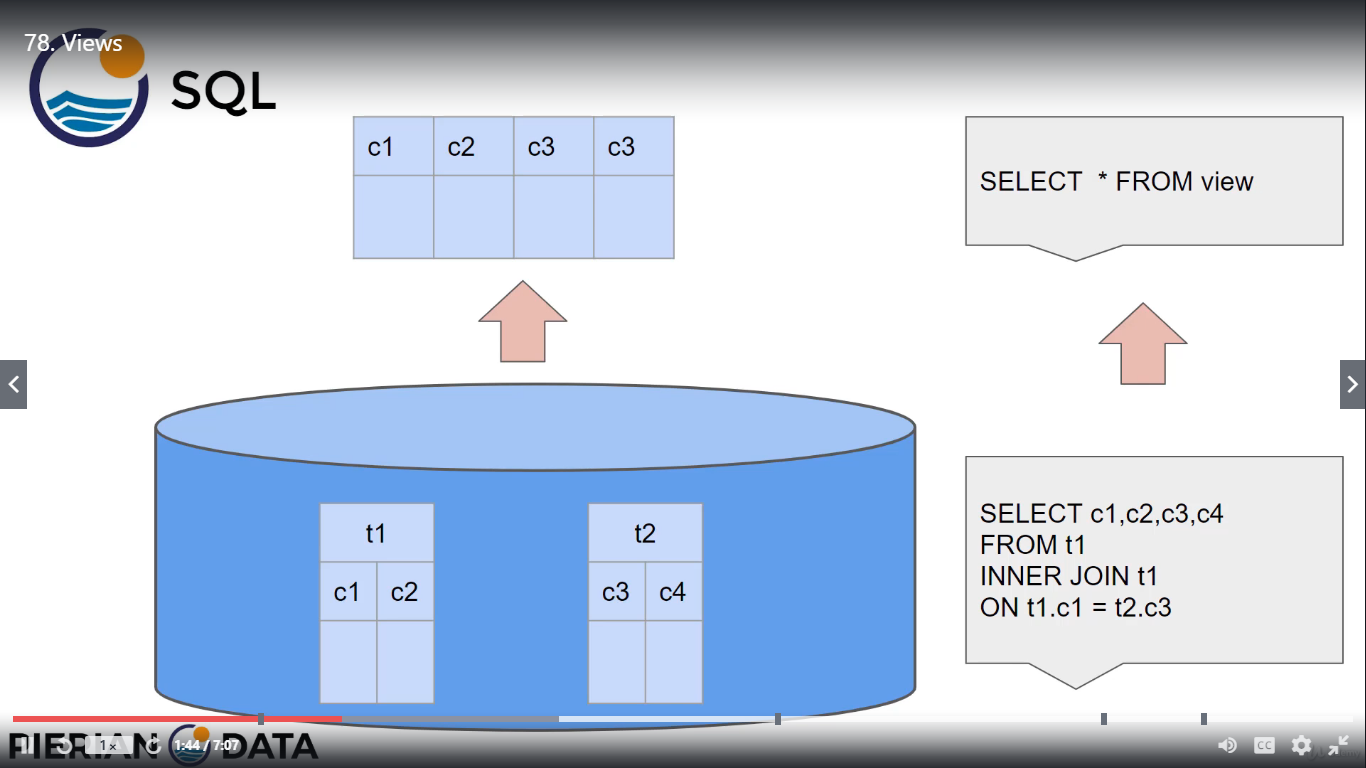 78. Views
SQL
c1 c2 c3 c3
SELECT * FROM view
t1
c1 c2
t2
c3 c4
SELECT c1,c2,c3,c4
FROM t1
INNER JOIN t1
ON t1.c1 = t2.c3
PIERIAN DATA
1x
1:44 / 7:07
CC